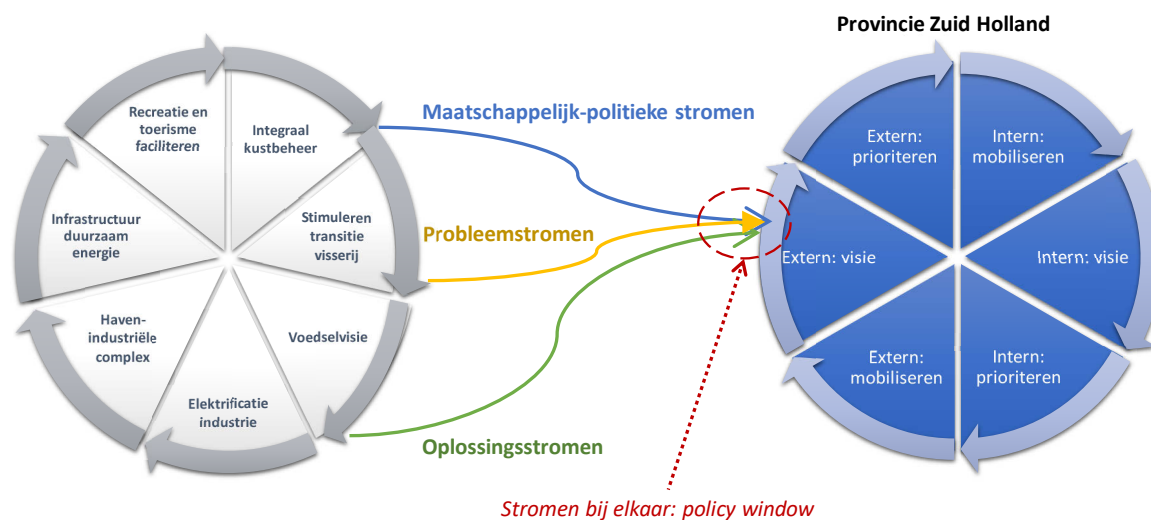 Provincie Zuid Holland
Recreatie en
toerisme
faciliteren
Integraal
kustbeheer
Stimuleren
transitie
visserij
Voedselvisie
Elektrificatie
industrie
Haven-
industriële
complex
Infrastructuur
duurzaam
energie
Maatschappelijk-politieke stromen
Probleemstromen
Oplossingsstromen
Stromen bij elkaar: policy window
Extern:
prioriteren
Intern:
mobiliseren
Intern: visie
Intern:
prioriteren
Extern:
mobiliseren
Extern: visie